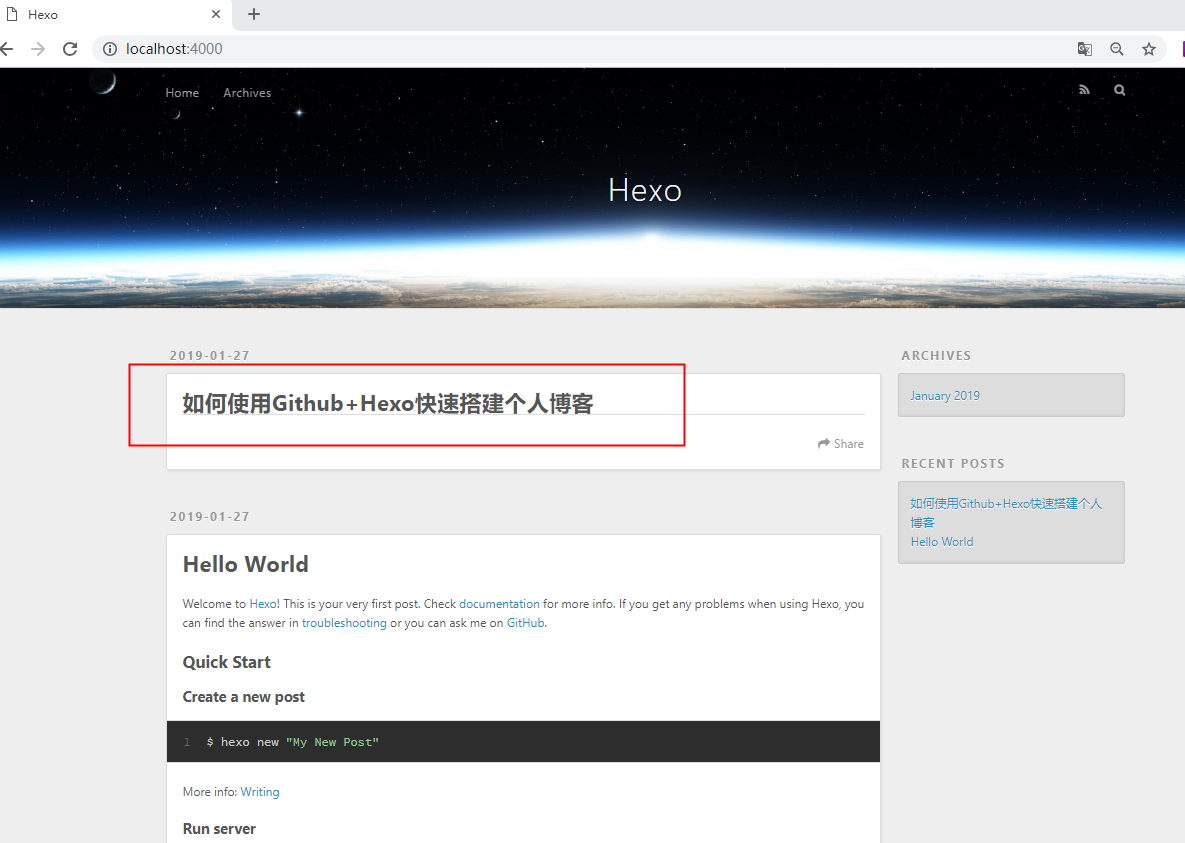 Hexo
localhost:4000
Home Archives
Hexo
2019-01-27
如何使用Github+Hexo快速搭建个人博客
Share
2019-01-27
Hello World
Welcome to Hexo! This is your very first post. Check documentation for more info. If you get any problems when using Hexo, you
can find the answer in troubleshooting or you can ask me on GitHub.
Quick Start
Create a new post
1 $ hexo new "My New Post"
More info: Writing
Run server
ARCHIVES
January 2019
RECENT POSTS
如何使用Github+Hexo快速搭建个人
博客
Hello World